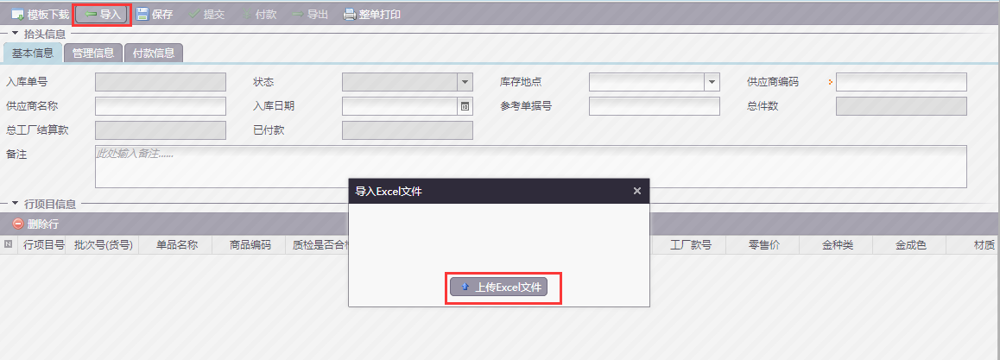 模板下载 导入 保存 提交 付款 导出 整单打印
抬头信息
基本信息 管理信息 付款信息
入库单号 状态 库存地点 供应商编码
供应商名称 入库日期 参考单据号 总件数
总工厂结算款 已付款
备注 此处输入备注......
导入Excel文件
行项目信息
删除行
N 行项目号 批次号(货号) 单品名称 商品编码 质检是否合格 工厂款号 零售价 金种类 金成色 材质
上传Excel文件